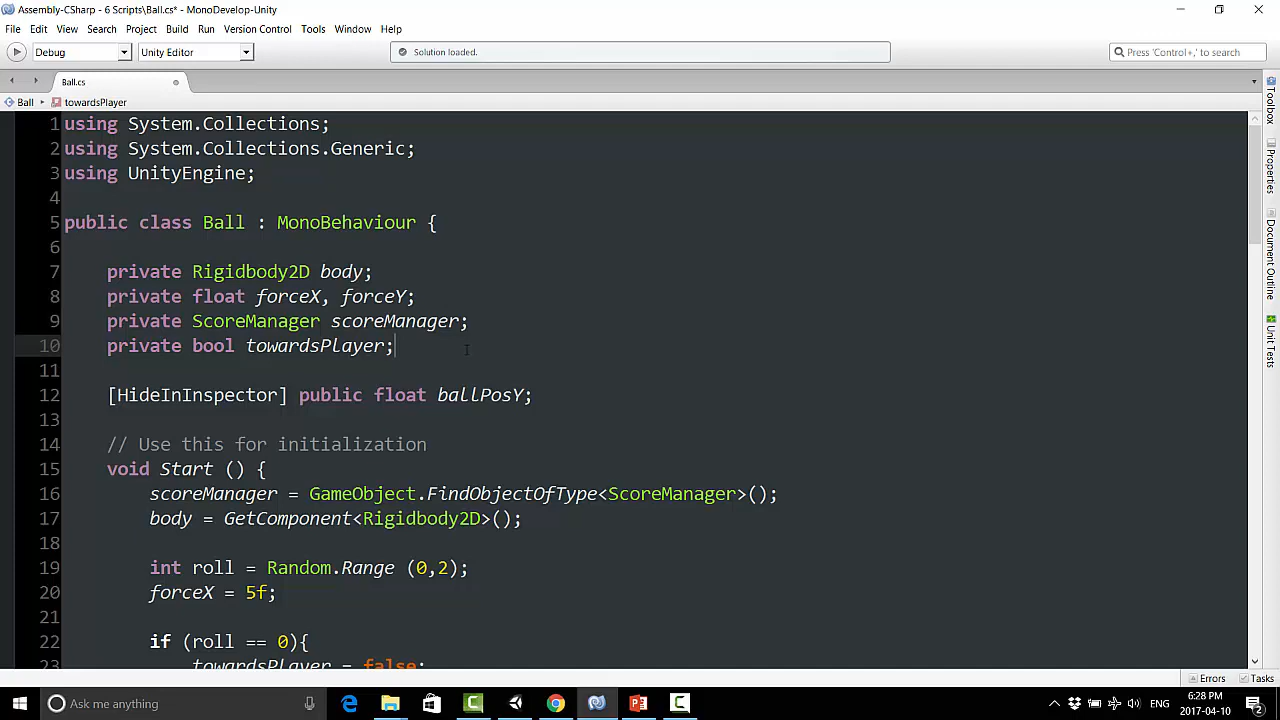 Assembly-CSharp - 6 Scripts\Ball.cs* - MonoDevelop-Unity
File Edit View Search Project Build Run Version Control Tools Window Help
Debug Unity Editor Solution loaded. Press 'Control+,' to search
Ball.cs
Ball towardsPlayer
1 using System.Collections;
2 using System.Collections.Generic;
3 using UnityEngine;
4
5 public class Ball : MonoBehaviour {
6
7 private Rigidbody2D body;
8 private float forceX, forceY;
9 private ScoreManager scoreManager;
10 private bool towardsPlayer;
11
12 [HideInInspector] public float ballPosY;
13
14 // Use this for initialization
15 void Start () {
16 scoreManager = GameObject.FindObjectOfType<ScoreManager>();
17 body = GetComponent<Rigidbody2D>();
18
19 int roll = Random.Range (0,2);
20 forceX = 5f;
21
22 if (roll == 0){
23 towardsPlayer = false;
Toolbox
Properties
Document Outline
Unit Tests
Errors Tasks
Ask me anything
ENG
6:28 PM
2017-04-10
2